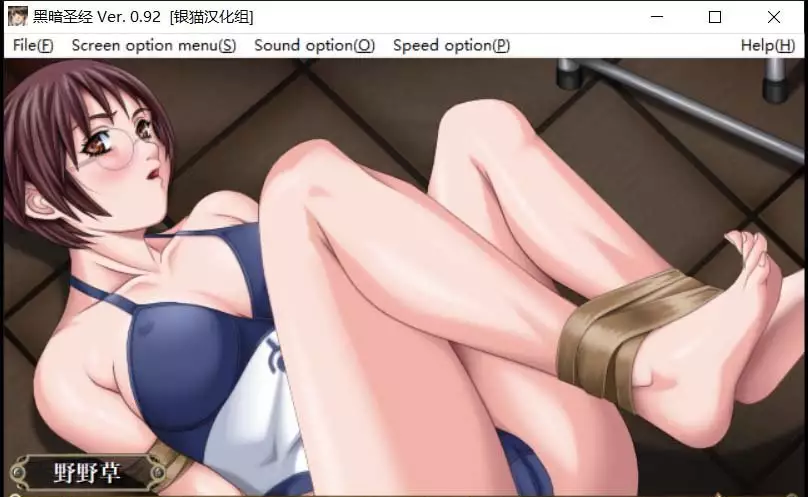 黑暗圣经 Ver. 0.92 [银猫汉化组]
File(F) Screen option menu(S) Sound option(O) Speed option(P) Help(H)
野野草